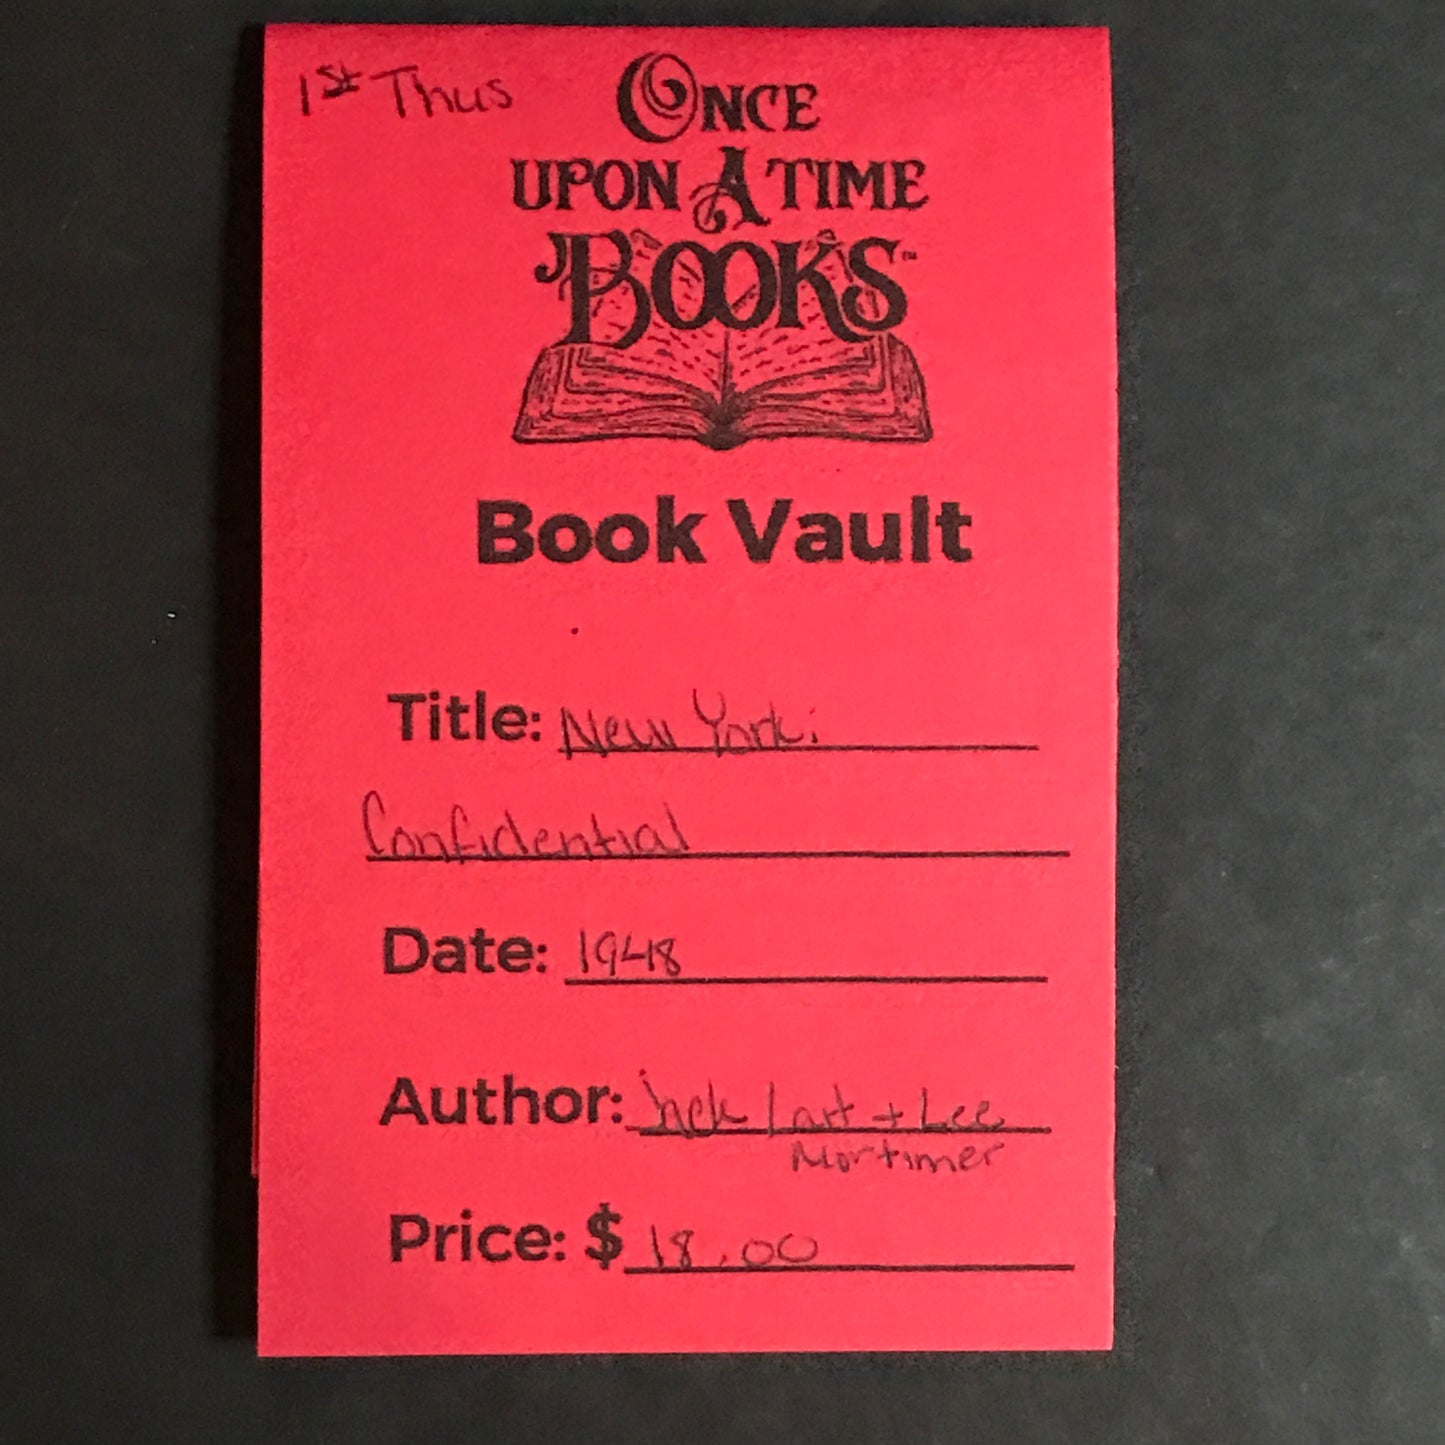 1st Thus
ONCE
UPON A TIME
BOOKS™
Book Vault
Title: New York:
Confidential
Date: 1948
Author: Jack Lait + Lee
Mortimer
Price: $ 18.00